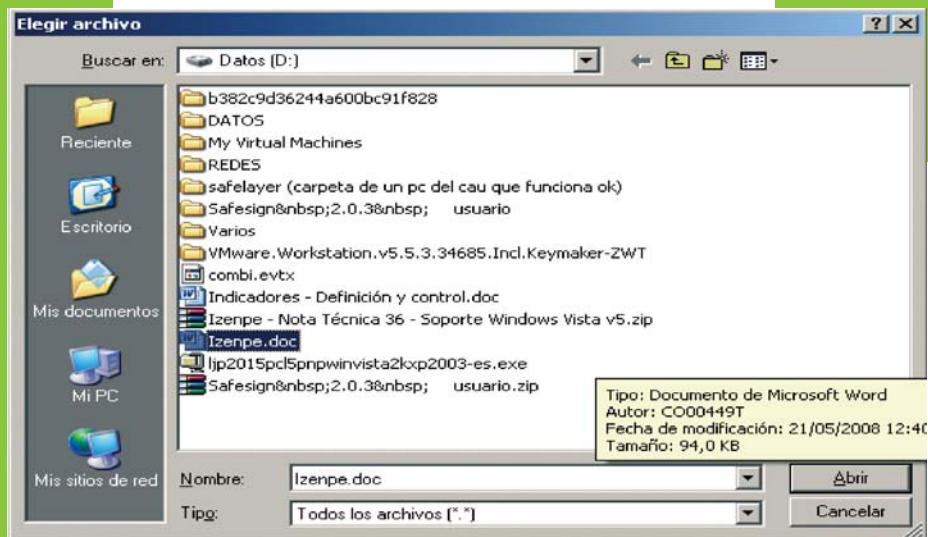 Elegir archivo
Buscar en: Datos (D:)
Reciente
Escritorio
Mis documentos
Mi PC
Mis sitios de red
b382c9d36244a600bc91f828
DATOS
My Virtual Machines
REDES
safelayer (carpeta de un pc del cau que funciona ok)
Safesign&nbsp;2.0.3&nbsp; usuario
Varios
VMware.Workstation.v5.5.3.34685.Incl.Keymaker-ZWT
combi.evtx
Indicadores - Definición y control.doc
Izenpe - Nota Técnica 36 - Soporte Windows Vista v5.zip
Izenpe.doc
ljp2015pcl5pnpwinvista2kxp2003-es.exe
Safesign&nbsp;2.0.3&nbsp; usuario.zip
Tipo: Documento de Microsoft Word
Autor: CO00449T
Fecha de modificación: 21/05/2008 12:40
Tamaño: 94,0 KB
Nombre: Izenpe.doc
Abrir
Tipo: Todos los archivos (*.*)
Cancelar